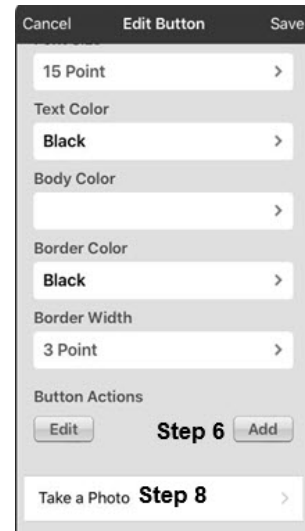 Cancel Edit Button Save
15 Point
Text Color
Black
Body Color
Border Color
Black
Border Width
3 Point
Button Actions
Edit Step 6 Add
Take a Photo Step 8